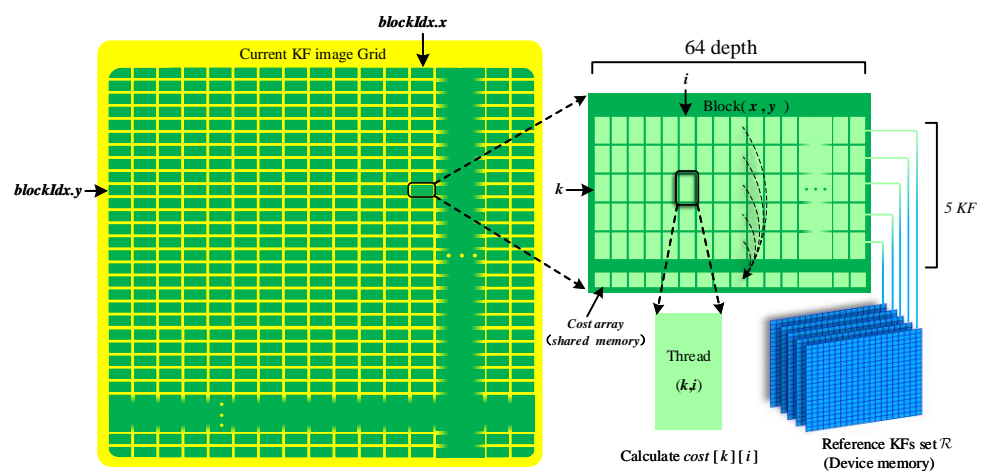 blockIdx.x
Current KF image Grid
blockIdx.y
64 depth
i
Block( x , y )
k
5 KF
Cost array
(shared memory)
Thread
(k,i)
Calculate cost [ k ] [ i ]
Reference KFs set ℛ
(Device memory)